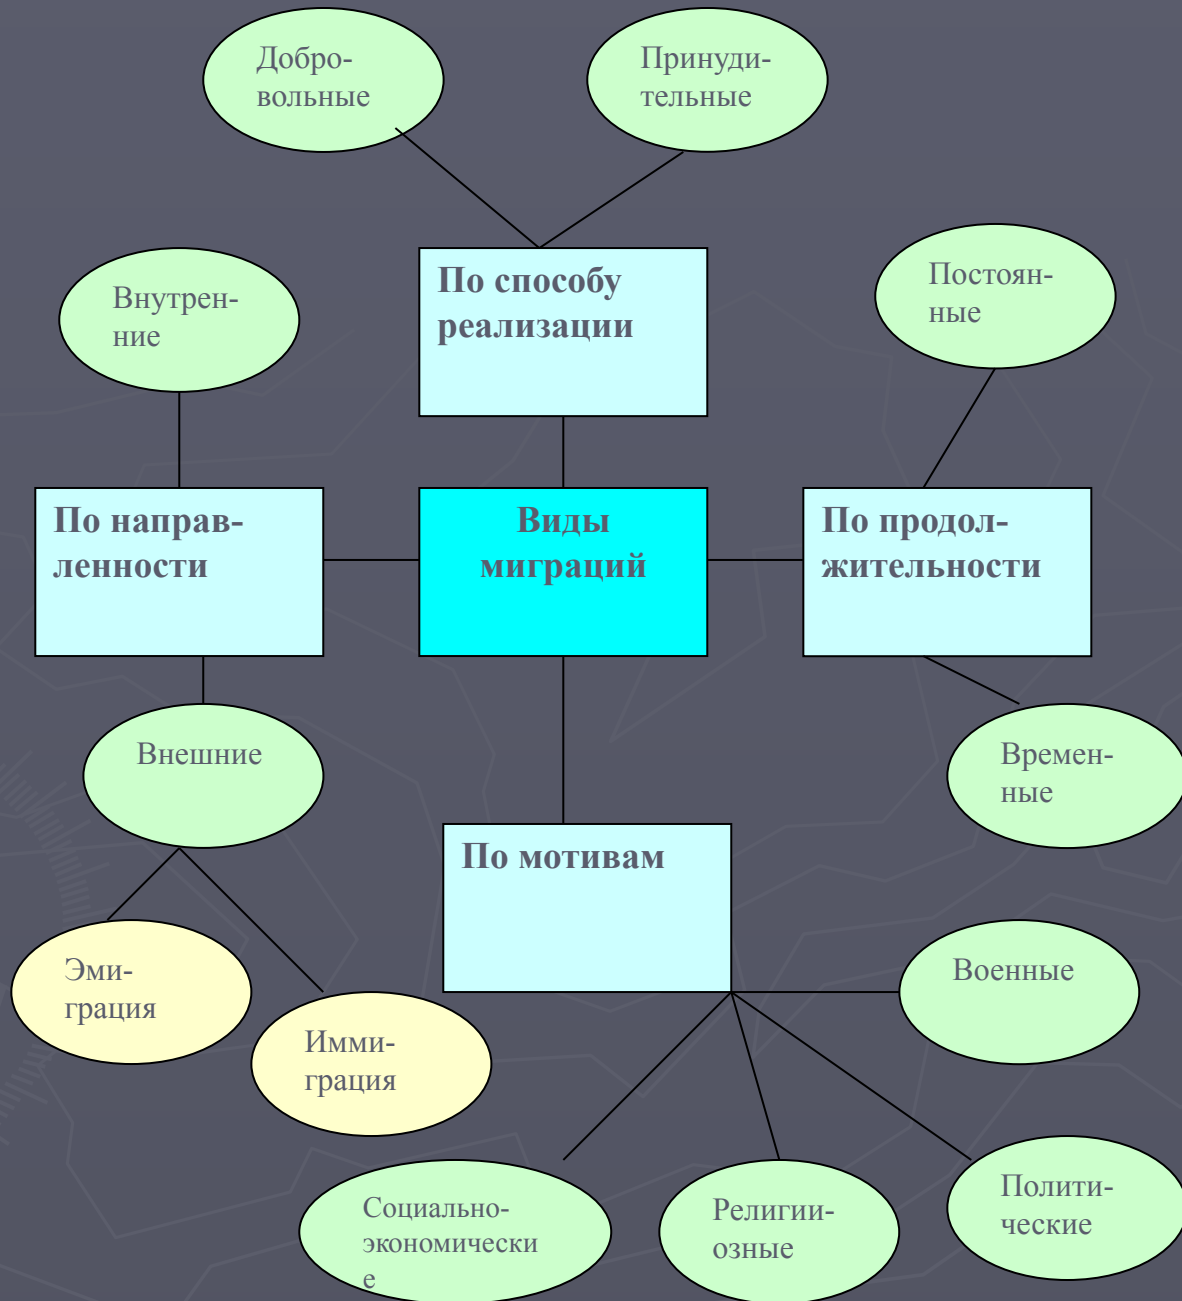 Добро-
вольные
Принуди-
тельные
По способу
реализации
Внутрен-
ние
Постоян-
ные
По направ-
ленности
Виды
миграций
По продол-
жительности
Внешние
Времен-
ные
По мотивам
Эми-
грация
Имми-
грация
Военные
Социально-
экономически
е
Религии-
озные
Полити-
ческие